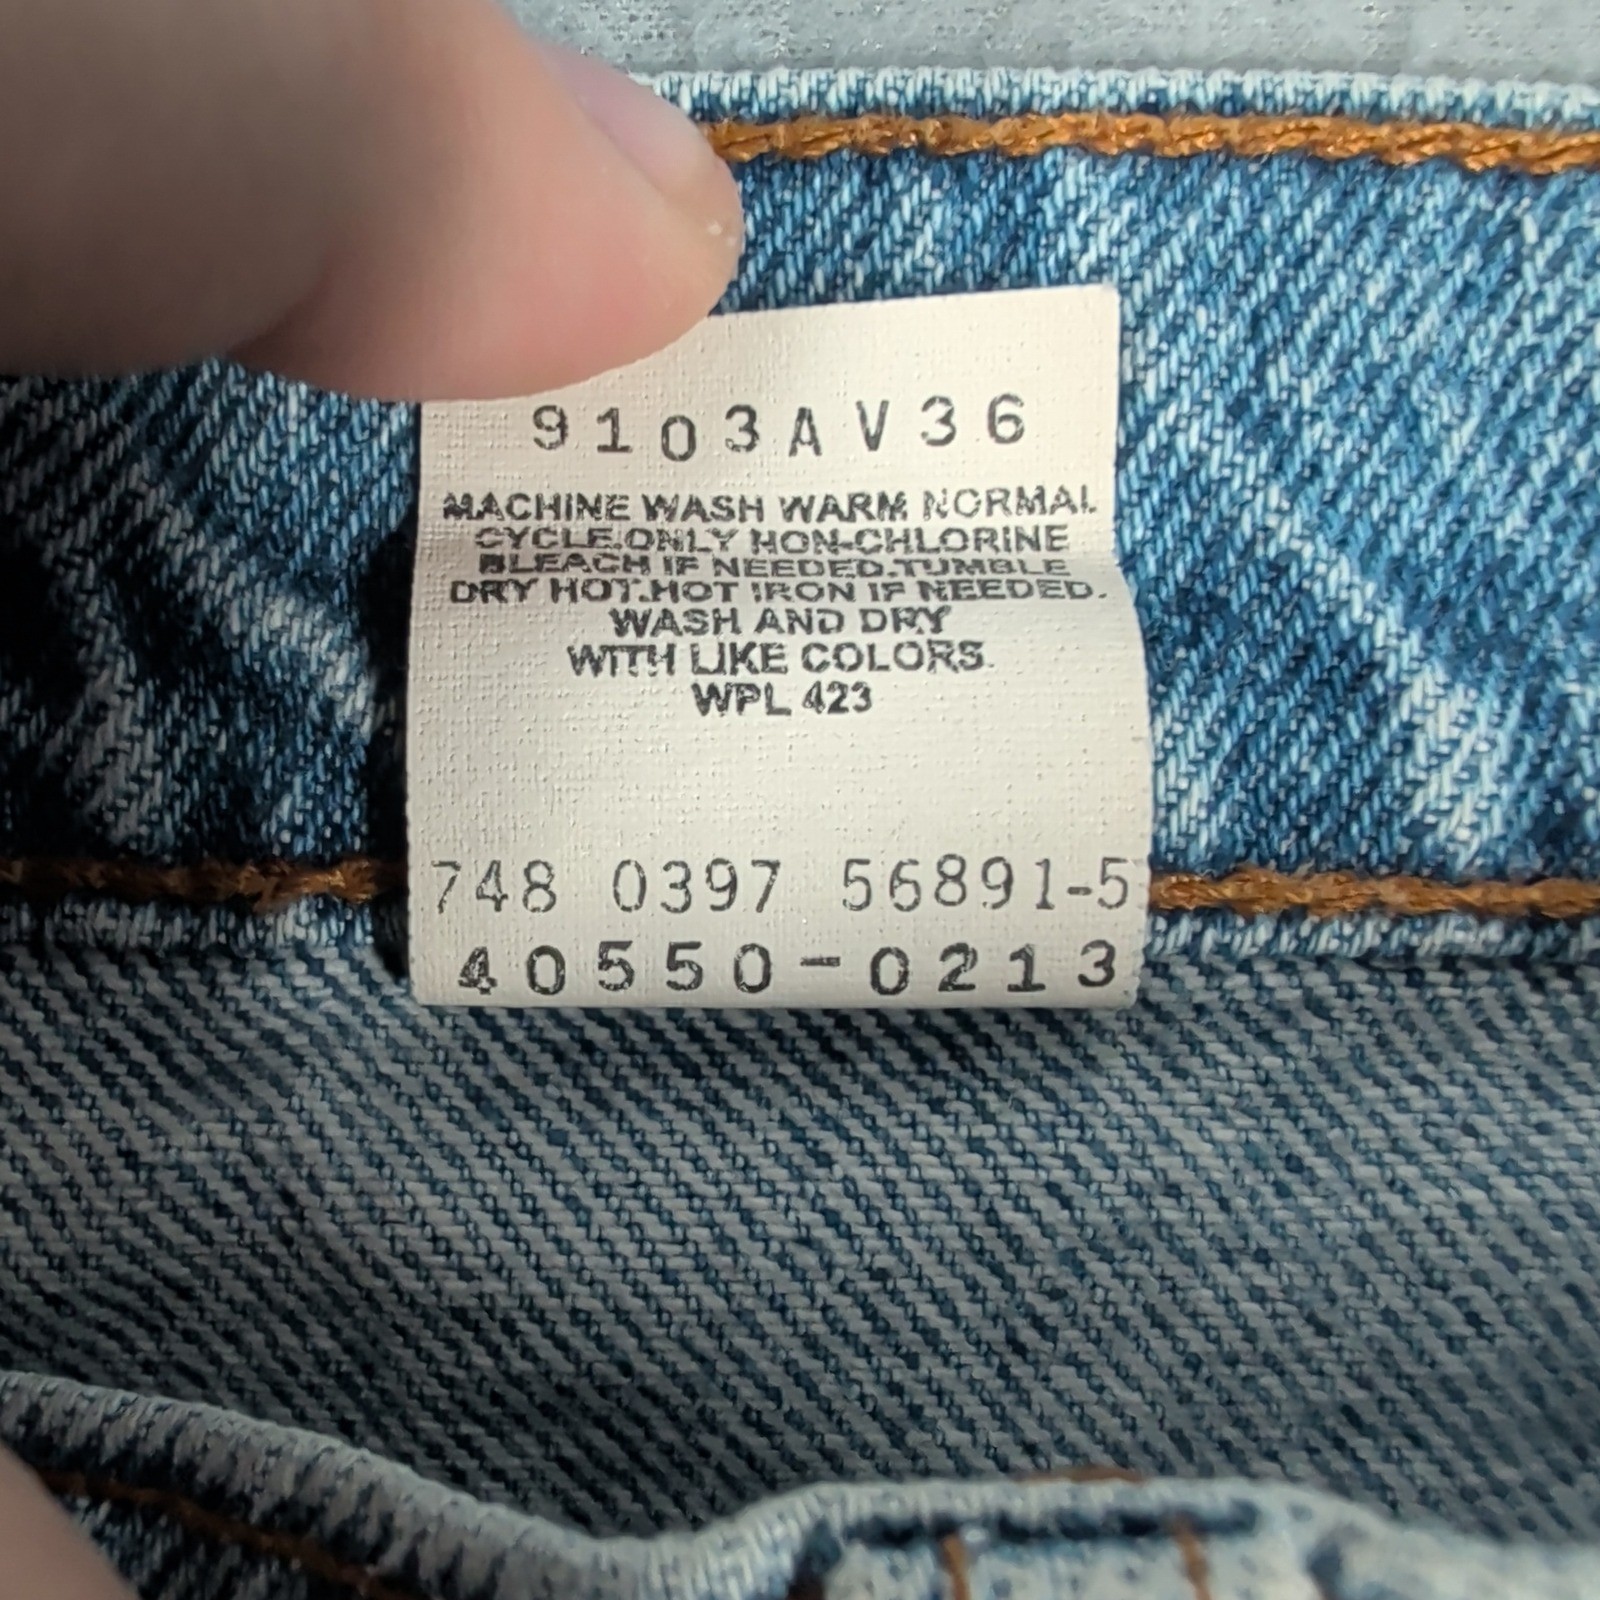 9103AV36
MACHINE WASH WARM NORMAL
CYCLE.ONLY NON-CHLORINE
BLEACH IF NEEDED.TUMBLE
DRY HOT.HOT IRON IF NEEDED.
WASH AND DRY
WITH LIKE COLORS.
WPL 423
748 0397 56891-5
40550-0213